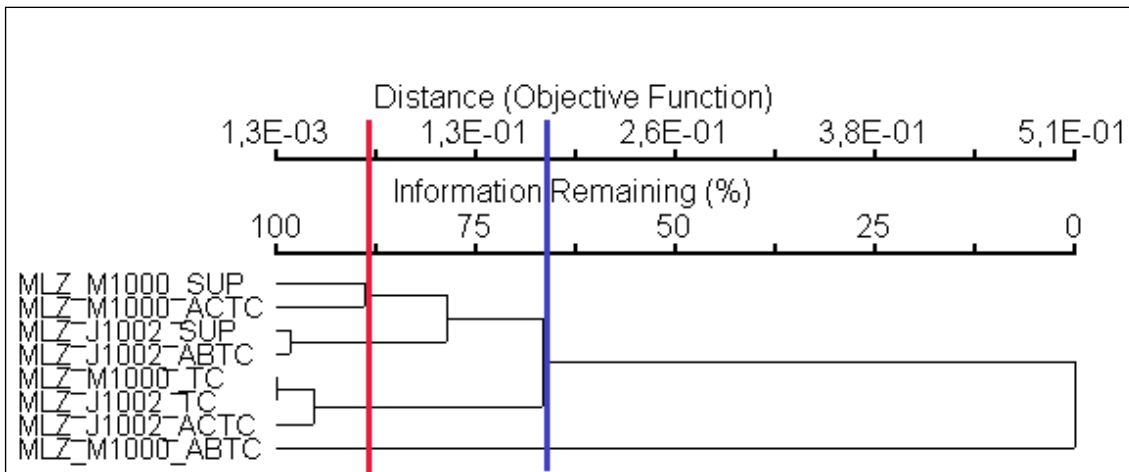 Distance (Objective Function)
1,3E-03 1,3E-01 2,6E-01 3,8E-01 5,1E-01
Information Remaining (%)
100 75 50 25 0
MLZ_M1000_SUP
MLZ_M1000_ACTC
MLZ_J1002_SUP
MLZ_J1002_ABTC
MLZ_M1000_TC
MLZ_J1002_TC
MLZ_J1002_ACTC
MLZ_M1000_ABTC